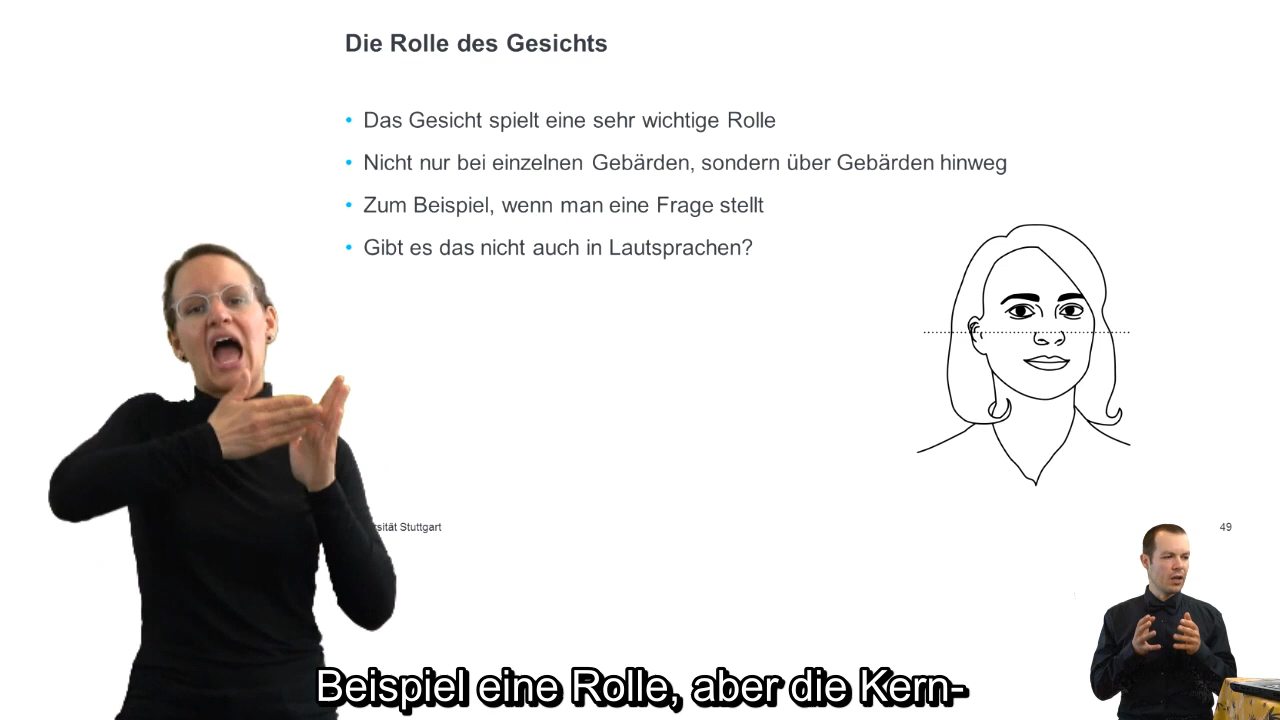 Die Rolle des Gesichts
• Das Gesicht spielt eine sehr wichtige Rolle
• Nicht nur bei einzelnen Gebärden, sondern über Gebärden hinweg
• Zum Beispiel, wenn man eine Frage stellt
• Gibt es das nicht auch in Lautsprachen?
Stuttgart
49
Beispiel eine Rolle, aber die Kern-